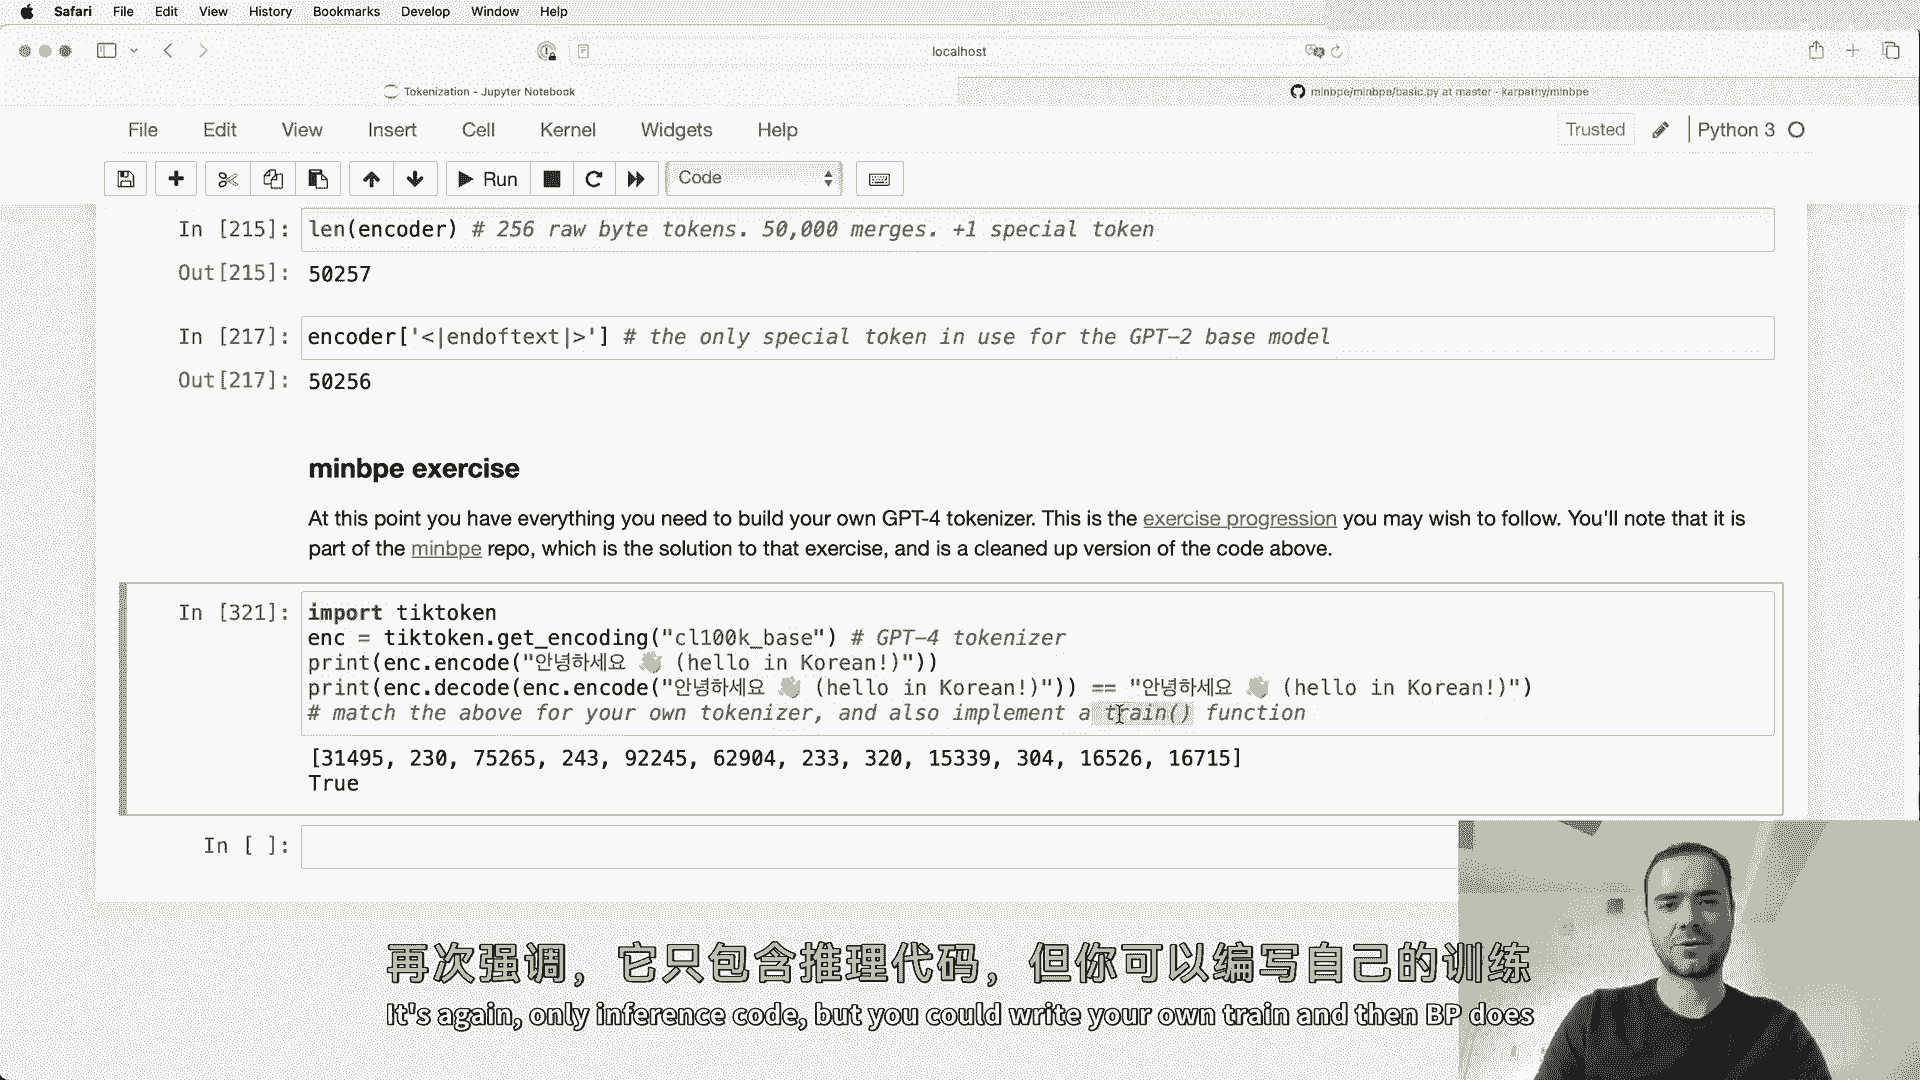 Safari File Edit View History Bookmarks Develop Window Help
localhost
Tokenization - Jupyter Notebook
minbpe/minbpe/basic.py at master · karpathy/minbpe
File Edit View Insert Cell Kernel Widgets Help
Trusted
Python 3
Run
Code
In [215]: len(encoder) # 256 raw byte tokens. 50,000 merges. +1 special token
Out[215]: 50257
In [217]: encoder['<|endoftext|>'] # the only special token in use for the GPT-2 base model
Out[217]: 50256
minbpe exercise
At this point you have everything you need to build your own GPT-4 tokenizer. This is the exercise progression you may wish to follow. You'll note that it is
part of the minbpe repo, which is the solution to that exercise, and is a cleaned up version of the code above.
In [321]: import tiktoken
enc = tiktoken.get_encoding("cl100k_base") # GPT-4 tokenizer
print(enc.encode("안녕하세요 👋 (hello in Korean!)"))
print(enc.decode(enc.encode("안녕하세요 👋 (hello in Korean!)")) == "안녕하세요 👋 (hello in Korean!)")
# match the above for your own tokenizer, and also implement a train() function
[31495, 230, 75265, 243, 92245, 62904, 233, 320, 15339, 304, 16526, 16715]
True
In [ ]:
再次强调，它只包含推理代码，但你可以编写自己的训练
It's again, only inference code, but you could write your own train and then BP does